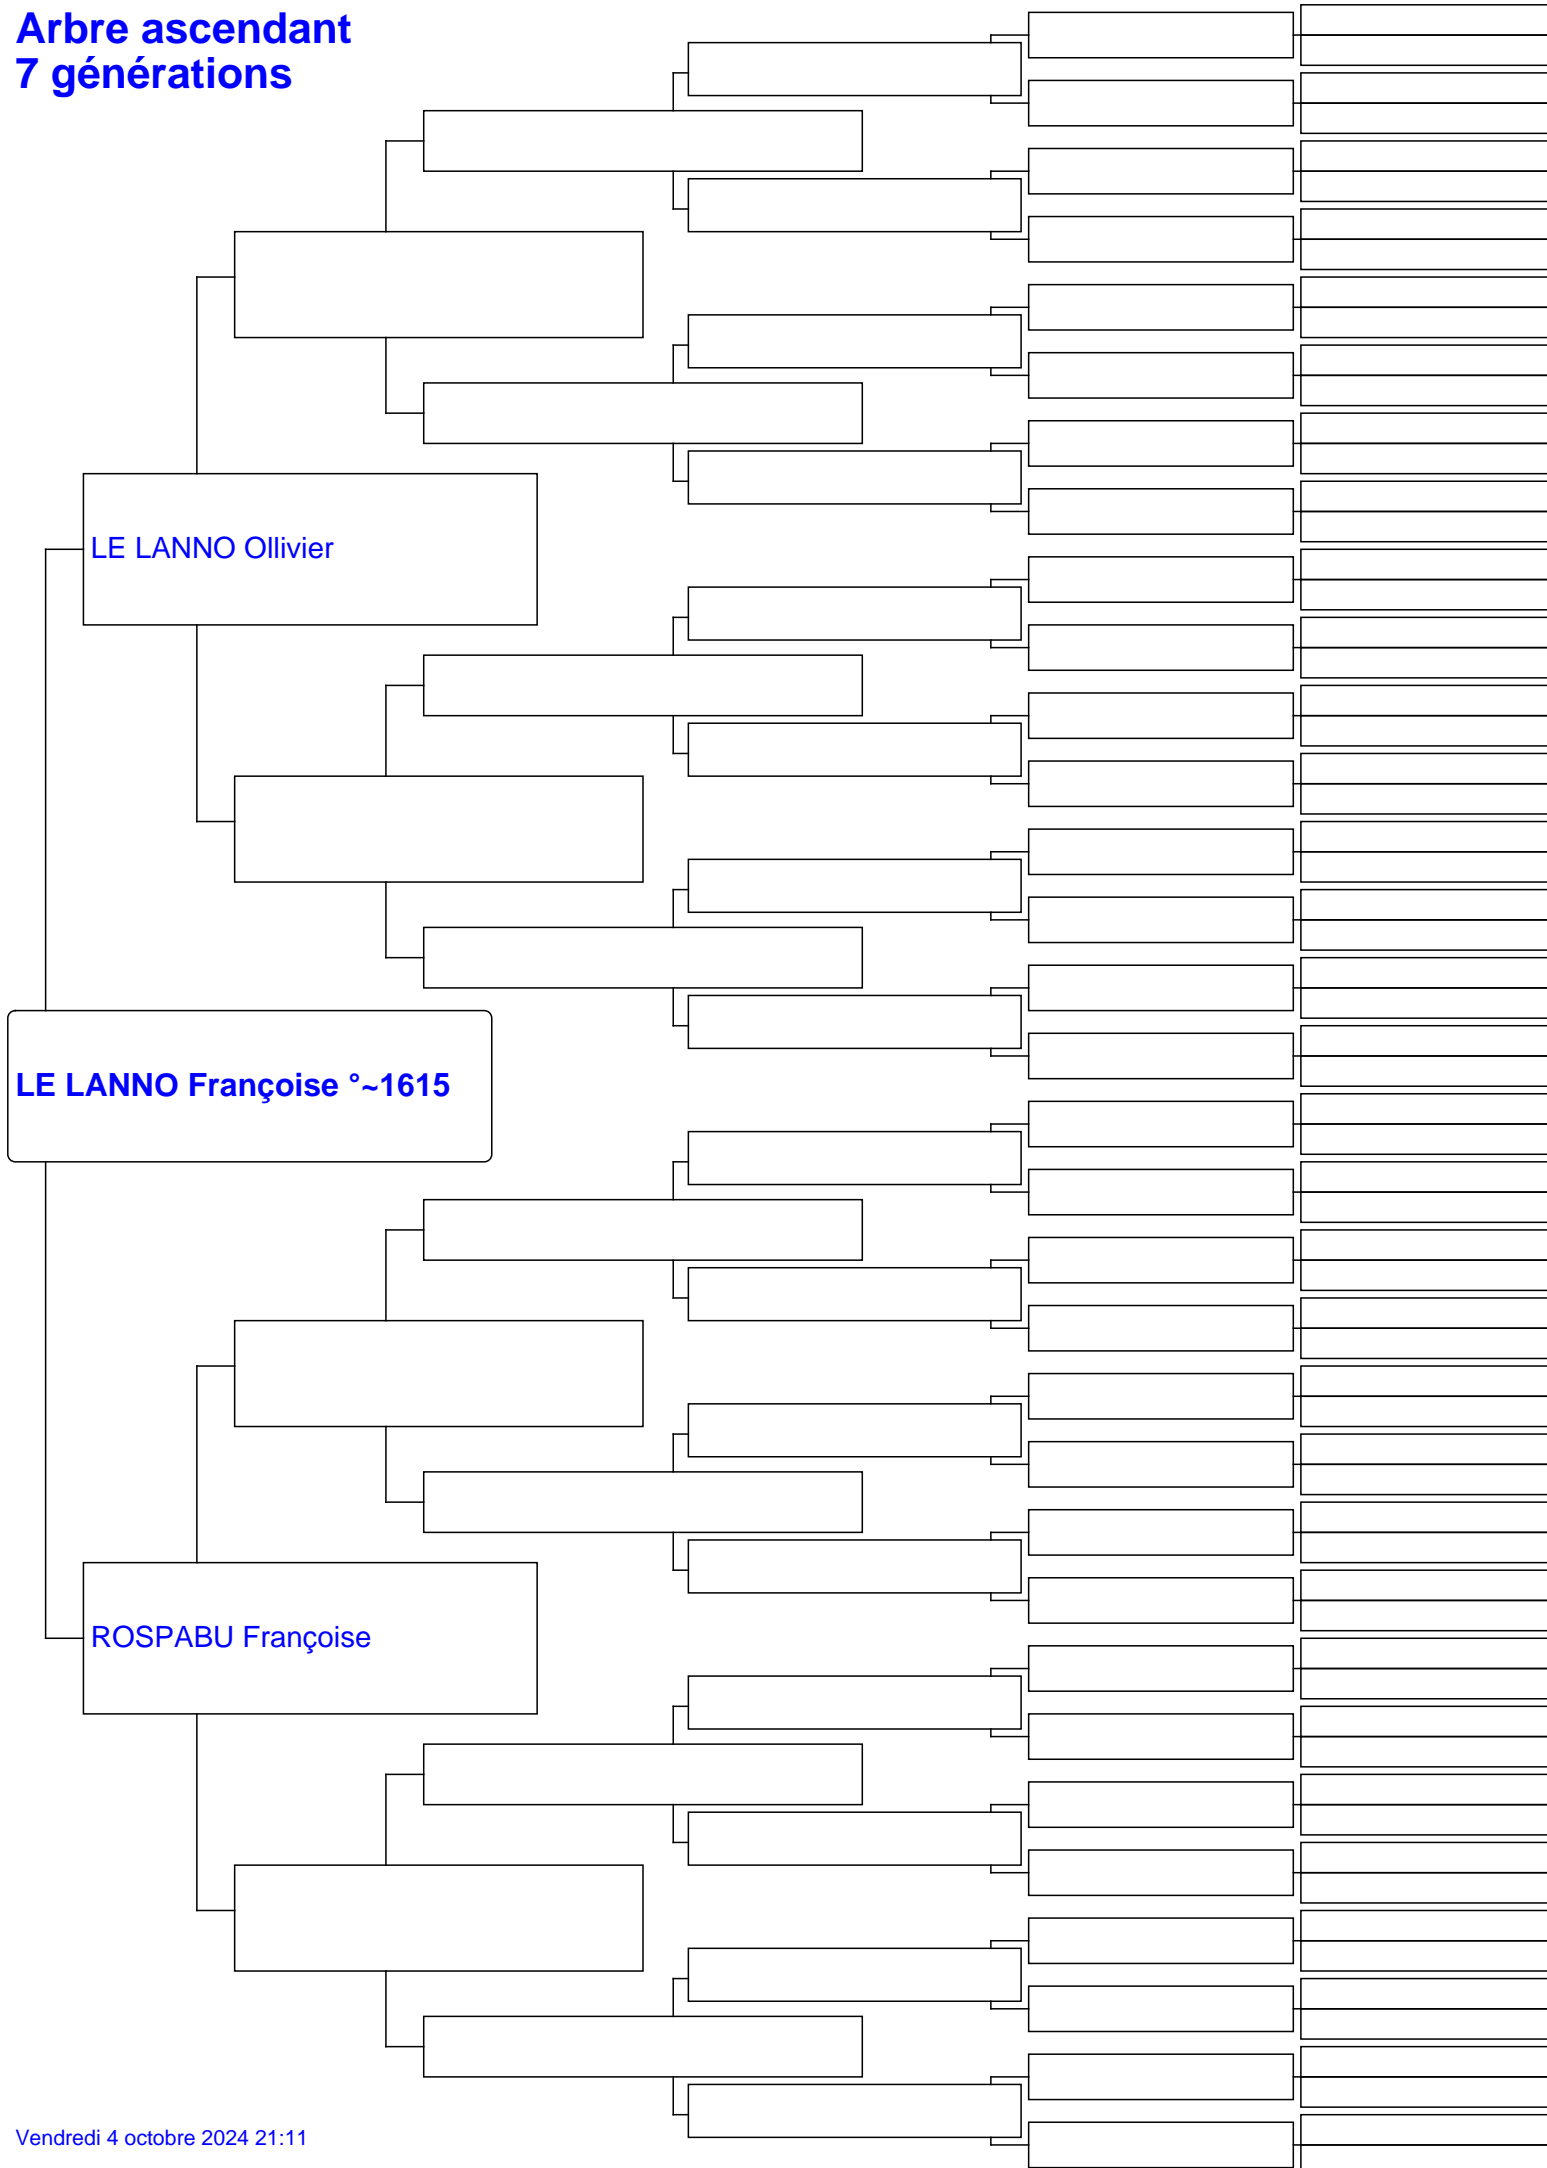 Arbre ascendant
7 générations
LE LANNO Ollivier
LE LANNO Françoise °~1615
ROSPABU Françoise
Vendredi 4 octobre 2024 21:11